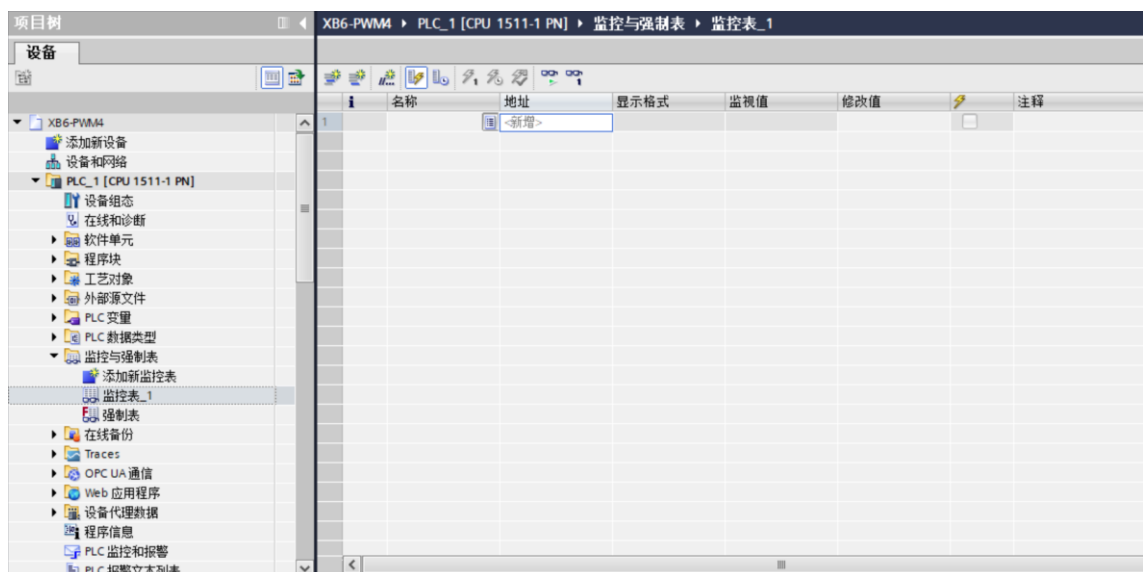 项目树
XB6-PWM4 ▸ PLC_1 [CPU 1511-1 PN] ▸ 监控与强制表 ▸ 监控表_1
设备
i 名称 地址 显示格式 监视值 修改值 注释
1 <新增>
XB6-PWM4
添加新设备
设备和网络
PLC_1 [CPU 1511-1 PN]
设备组态
在线和诊断
软件单元
程序块
工艺对象
外部源文件
PLC 变量
PLC 数据类型
监控与强制表
添加新监控表
监控表_1
强制表
在线备份
Traces
OPC UA 通信
Web 应用程序
设备代理数据
程序信息
PLC 监控和报警
PLC 报警文本列表